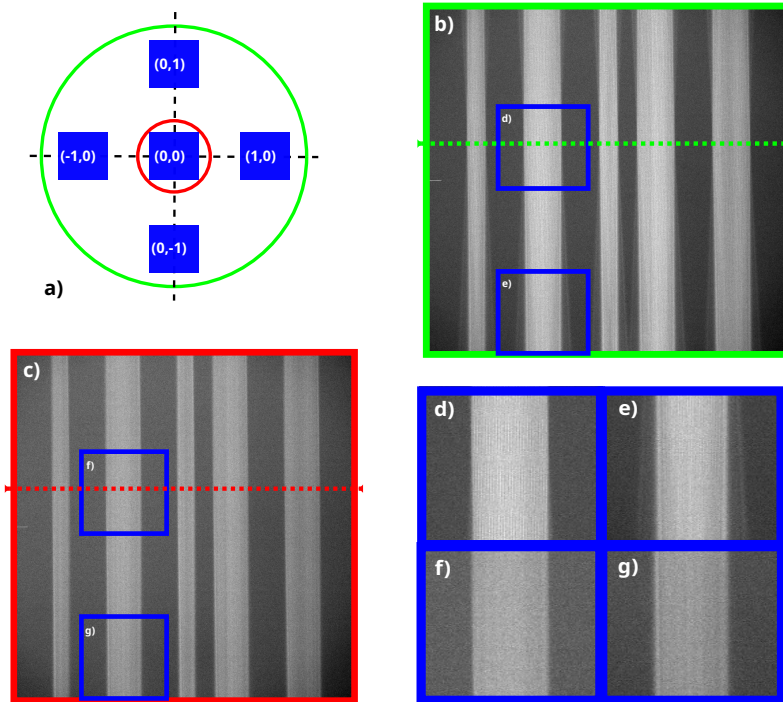 (0,1)
(-1,0)
(0,0)
(1,0)
(0,-1)
a)
b)
d)
e)
c)
f)
g)
d)
e)
f)
g)